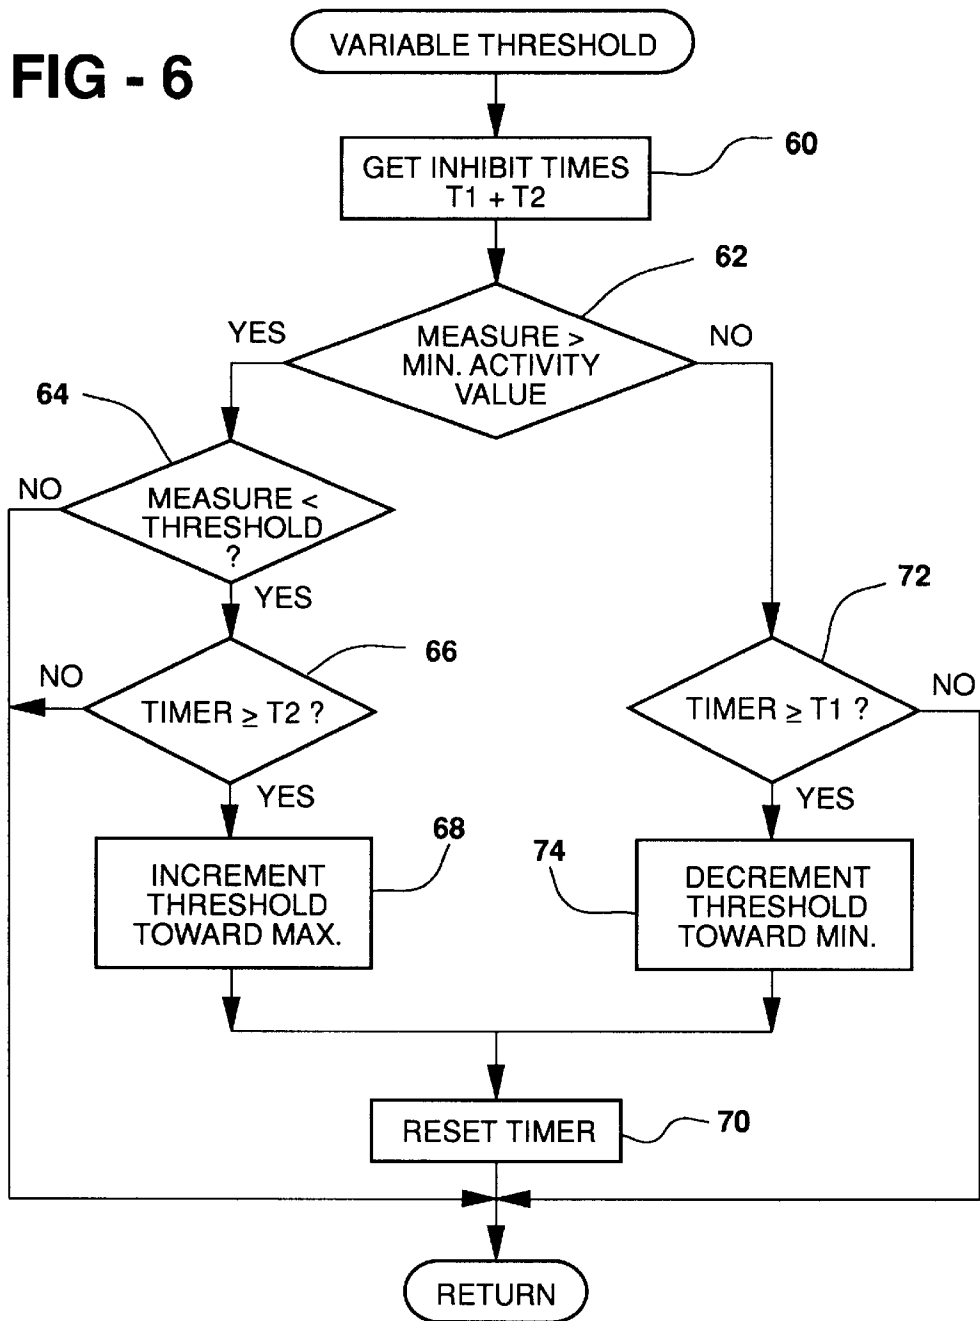 FIG - 6
VARIABLE THRESHOLD
60
GET INHIBIT TIMES
T1 + T2
62
YES
MEASURE >
MIN. ACTIVITY
VALUE
NO
64
NO
MEASURE <
THRESHOLD
?
YES
72
66
NO
TIMER ≥ T2 ?
TIMER ≥ T1 ?
NO
YES
YES
68
74
INCREMENT
THRESHOLD
TOWARD MAX.
DECREMENT
THRESHOLD
TOWARD MIN.
RESET TIMER
70
RETURN